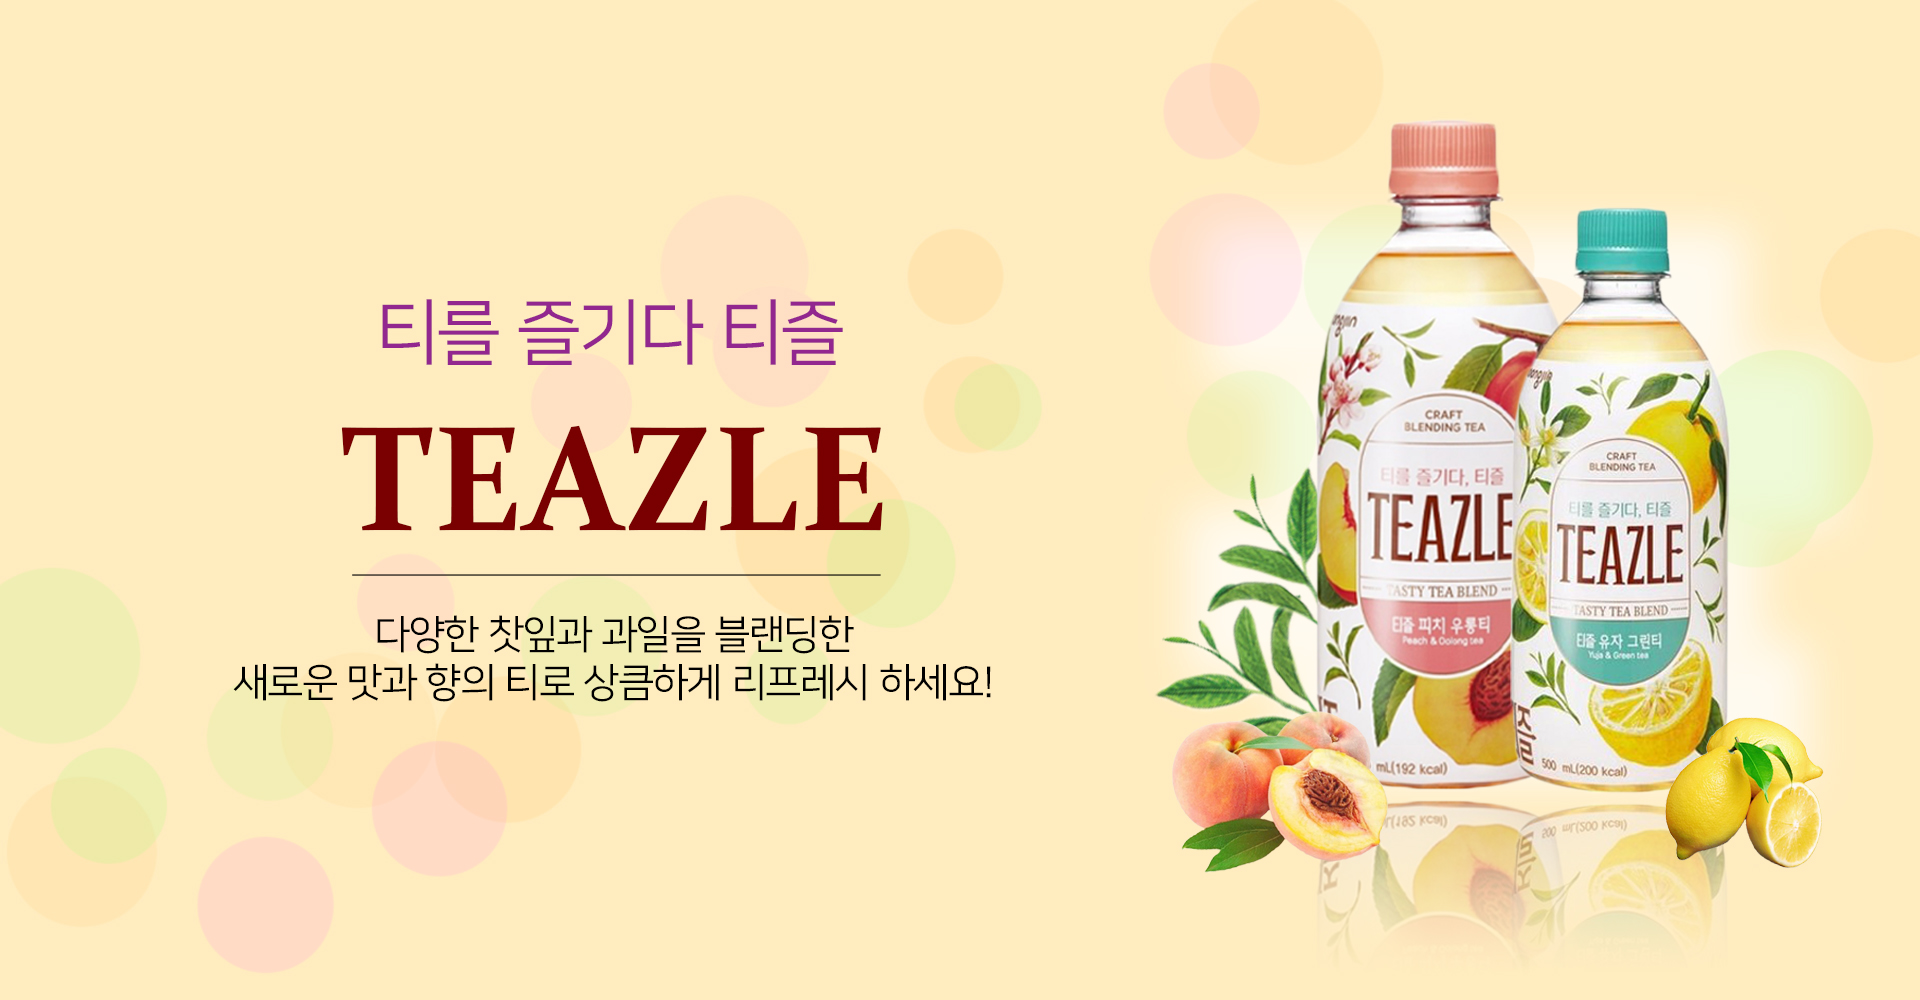 티를 즐기다 티즐
TEAZLE
다양한 찻잎과 과일을 블랜딩한
새로운 맛과 향의 티로 상큼하게 리프레시 하세요!
CRAFT
BLENDING TEA
티를 즐기다, 티즐
TEAZLE
TASTY TEA BLEND
티즐 피치 우롱티
Peach & Oolong tea
mL(192 kcal)
CRAFT
BLENDING TEA
티를 즐기다, 티즐
TEAZLE
TASTY TEA BLEND
티즐 유자 그린티
Yuja & Green tea
500 mL(200 kcal)